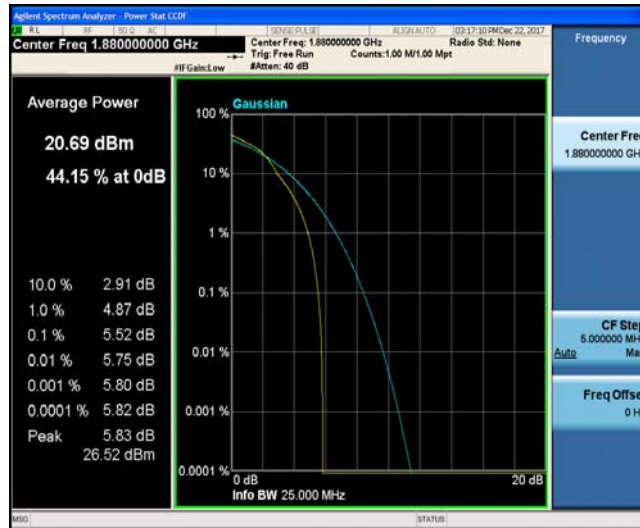 Agilent Spectrum Analyzer - Power Stat CCDF
RL RF 50 Ω AC SENSE:PULSE ALIGN AUTO 03:17:10 PM Dec 22, 2017
Center Freq 1.880000000 GHz
Center Freq: 1.880000000 GHz Radio Std: None
Trig: Free Run Counts:1.00 M/1.00 Mpt
#IFGain:Low #Atten: 40 dB
Frequency
Average Power
20.69 dBm
44.15 % at 0dB
10.0 % 2.91 dB
1.0 % 4.87 dB
0.1 % 5.52 dB
0.01 % 5.75 dB
0.001 % 5.80 dB
0.0001 % 5.82 dB
Peak 5.83 dB
26.52 dBm
Gaussian
100 %
10 %
1 %
0.1 %
0.01 %
0.001 %
0.0001 %
0 dB 20 dB
Info BW 25.000 MHz
Center Fre
1.880000000 GH
CF Ste
5.000000 MH
Auto Ma
Freq Offse
0 H
MSG STATUS